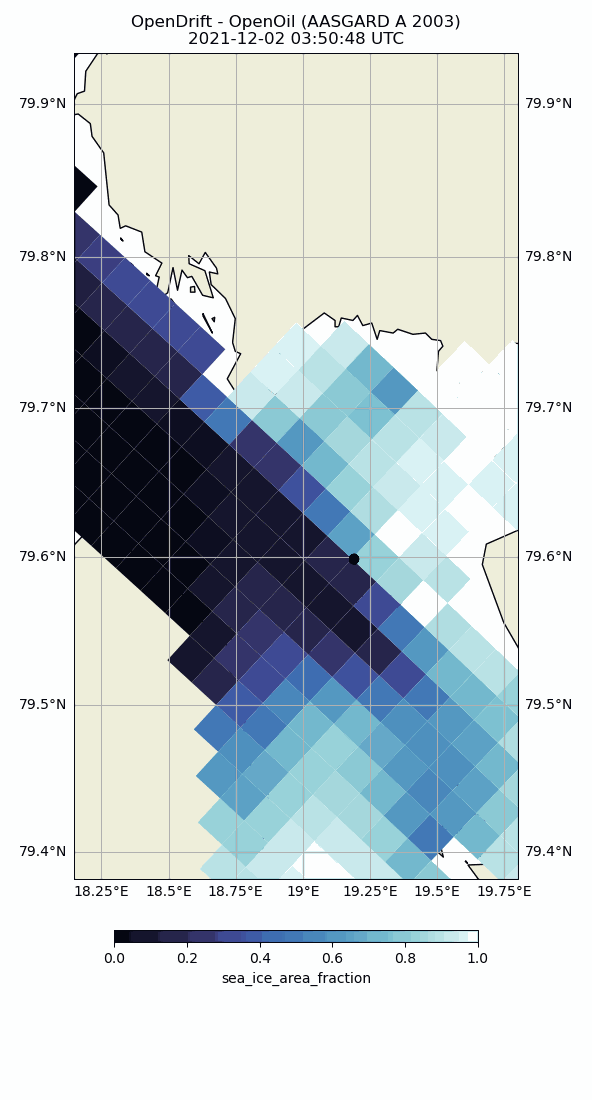 OpenDrift - OpenOil (AASGARD A 2003)
2021-12-02 03:50:48 UTC
79.9°N 79.9°N
79.8°N 79.8°N
79.7°N 79.7°N
79.6°N 79.6°N
79.5°N 79.5°N
79.4°N 79.4°N
18.25°E 18.5°E 18.75°E 19°E 19.25°E 19.5°E 19.75°E
0.0 0.2 0.4 0.6 0.8 1.0
sea_ice_area_fraction